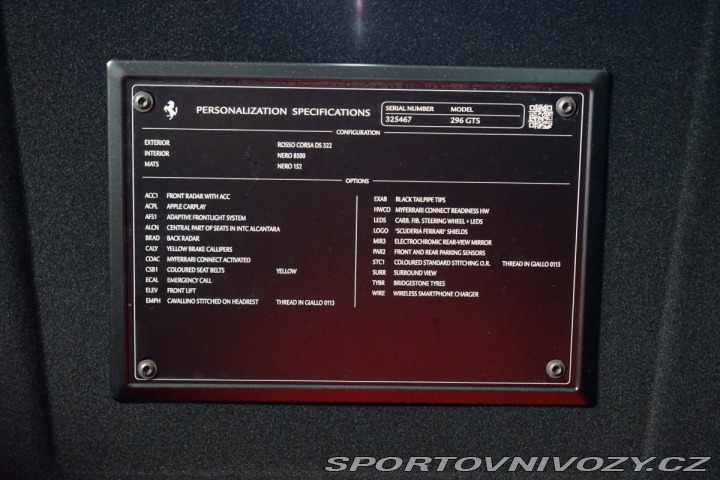 PERSONALIZATION SPECIFICATIONS
SERIAL NUMBER MODEL
325467 296 GTS
CONFIGURATION
EXTERIOR ROSSO CORSA DS 322
INTERIOR NERO 8500
MATS NERO 152
OPTIONS
ACC1 FRONT RADAR WITH ACC
ACPL APPLE CARPLAY
AFS1 ADAPTIVE FRONTLIGHT SYSTEM
ALCN CENTRAL PART OF SEATS IN INTC ALCANTARA
BRAD BACK RADAR
CALY YELLOW BRAKE CALLIPERS
COAC MYFERRARI CONNECT ACTIVATED
CSB1 COLOURED SEAT BELTS YELLOW
ECAL EMERGENCY CALL
ELEV FRONT LIFT
EMPH CAVALLINO STITCHED ON HEADREST THREAD IN GIALLO 0113
EXAB BLACK TAILPIPE TIPS
HWCO MYFERRARI CONNECT READINESS HW
LEDS CARB. FIB. STEERING WHEEL + LEDS
LOGO "SCUDERIA FERRARI" SHIELDS
MIR3 ELECTROCHROMIC REAR-VIEW MIRROR
PAR2 FRONT AND REAR PARKING SENSORS
STC1 COLOURED STANDARD STITCHING O.R. THREAD IN GIALLO 0113
SURR SURROUND VIEW
TYBR BRIDGESTONE TYRES
WIRE WIRELESS SMARTPHONE CHARGER
SPORTOVNIVOZY.CZ